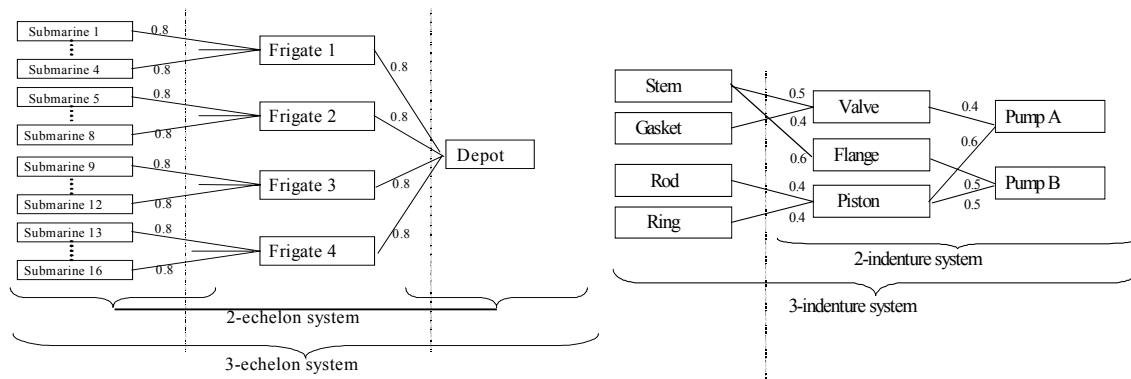 Submarine 1
0.8
Submarine 4
0.8
Submarine 5
0.8
Submarine 8
0.8
Submarine 9
0.8
Submarine 12
0.8
Submarine 13
0.8
Submarine 16
0.8
Frigate 1
0.8
Frigate 2
0.8
Frigate 3
0.8
Frigate 4
0.8
Depot
2-echelon system
3-echelon system
Stem
Gasket
Rod
Ring
0.5
0.4
0.6
0.4
0.4
Valve
Flange
Piston
0.4
0.6
0.5
0.5
Pump A
Pump B
2-indenture system
3-indenture system